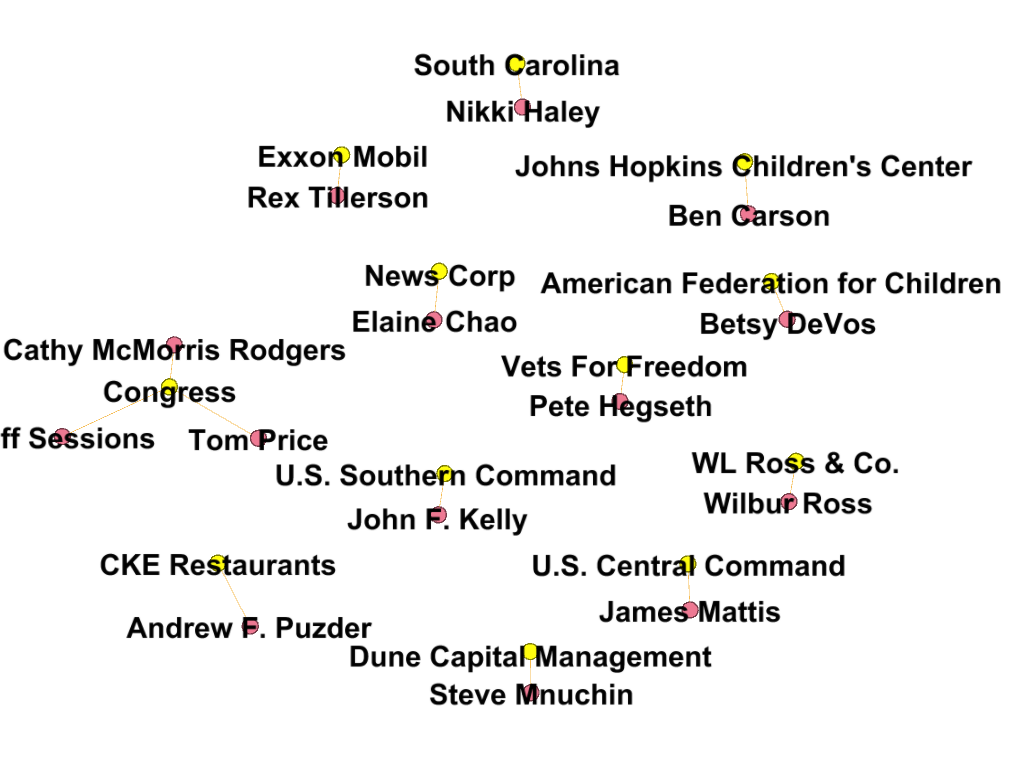 South Carolina
Nikki Haley
Exxon Mobil
Johns Hopkins Children's Center
Rex Tillerson
Ben Carson
News Corp
American Federation for Children
Elaine Chao
Betsy DeVos
Cathy McMorris Rodgers
Vets For Freedom
Congress
Pete Hegseth
ff Sessions
Tom Price
WL Ross & Co.
U.S. Southern Command
Wilbur Ross
John F. Kelly
CKE Restaurants
U.S. Central Command
James Mattis
Andrew F. Puzder
Dune Capital Management
Steve Mnuchin